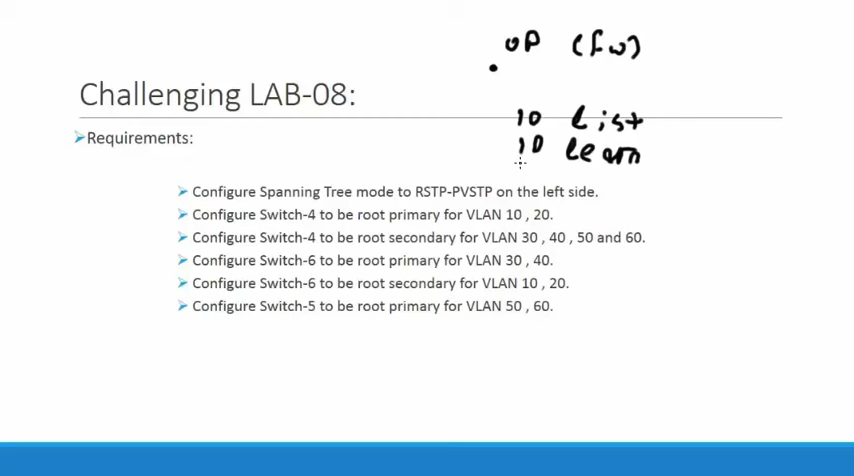 OP (fw)
Challenging LAB-08:
10 List
Requirements:
10 Learn
Configure Spanning Tree mode to RSTP-PVSTP on the left side.
Configure Switch-4 to be root primary for VLAN 10 , 20.
Configure Switch-4 to be root secondary for VLAN 30 , 40 , 50 and 60.
Configure Switch-6 to be root primary for VLAN 30 , 40.
Configure Switch-6 to be root secondary for VLAN 10 , 20.
Configure Switch-5 to be root primary for VLAN 50 , 60.